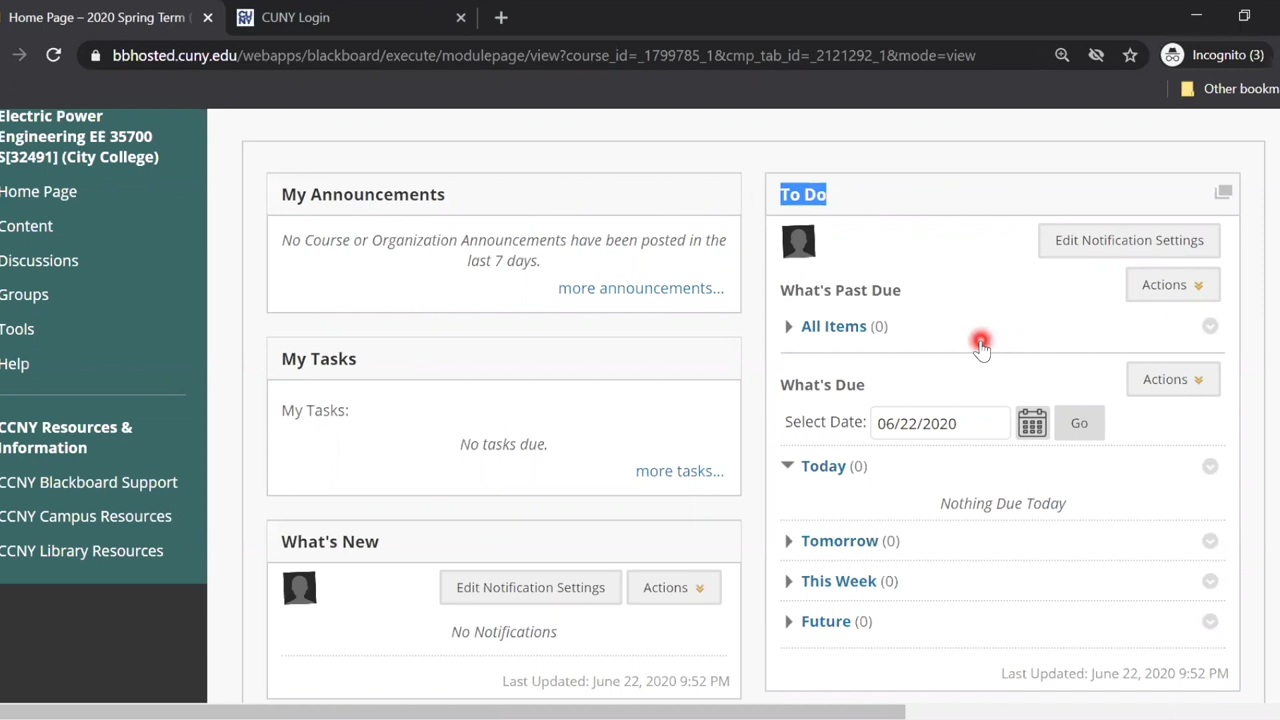 Home Page – 2020 Spring Term (
CUNY Login
bbhosted.cuny.edu/webapps/blackboard/execute/modulepage/view?course_id=_1799785_1&cmp_tab_id=_2121292_1&mode=view
Incognito (3)
Other bookm
Electric Power
Engineering EE 35700
S[32491] (City College)
Home Page
Content
Discussions
Groups
Tools
Help
CCNY Resources &
Information
CCNY Blackboard Support
CCNY Campus Resources
CCNY Library Resources
My Announcements
No Course or Organization Announcements have been posted in the
last 7 days.
more announcements...
My Tasks
My Tasks:
No tasks due.
more tasks...
What's New
Edit Notification Settings
Actions
No Notifications
Last Updated: June 22, 2020 9:52 PM
To Do
Edit Notification Settings
What's Past Due
Actions
All Items (0)
What's Due
Actions
Select Date:
06/22/2020
Go
Today (0)
Nothing Due Today
Tomorrow (0)
This Week (0)
Future (0)
Last Updated: June 22, 2020 9:52 PM